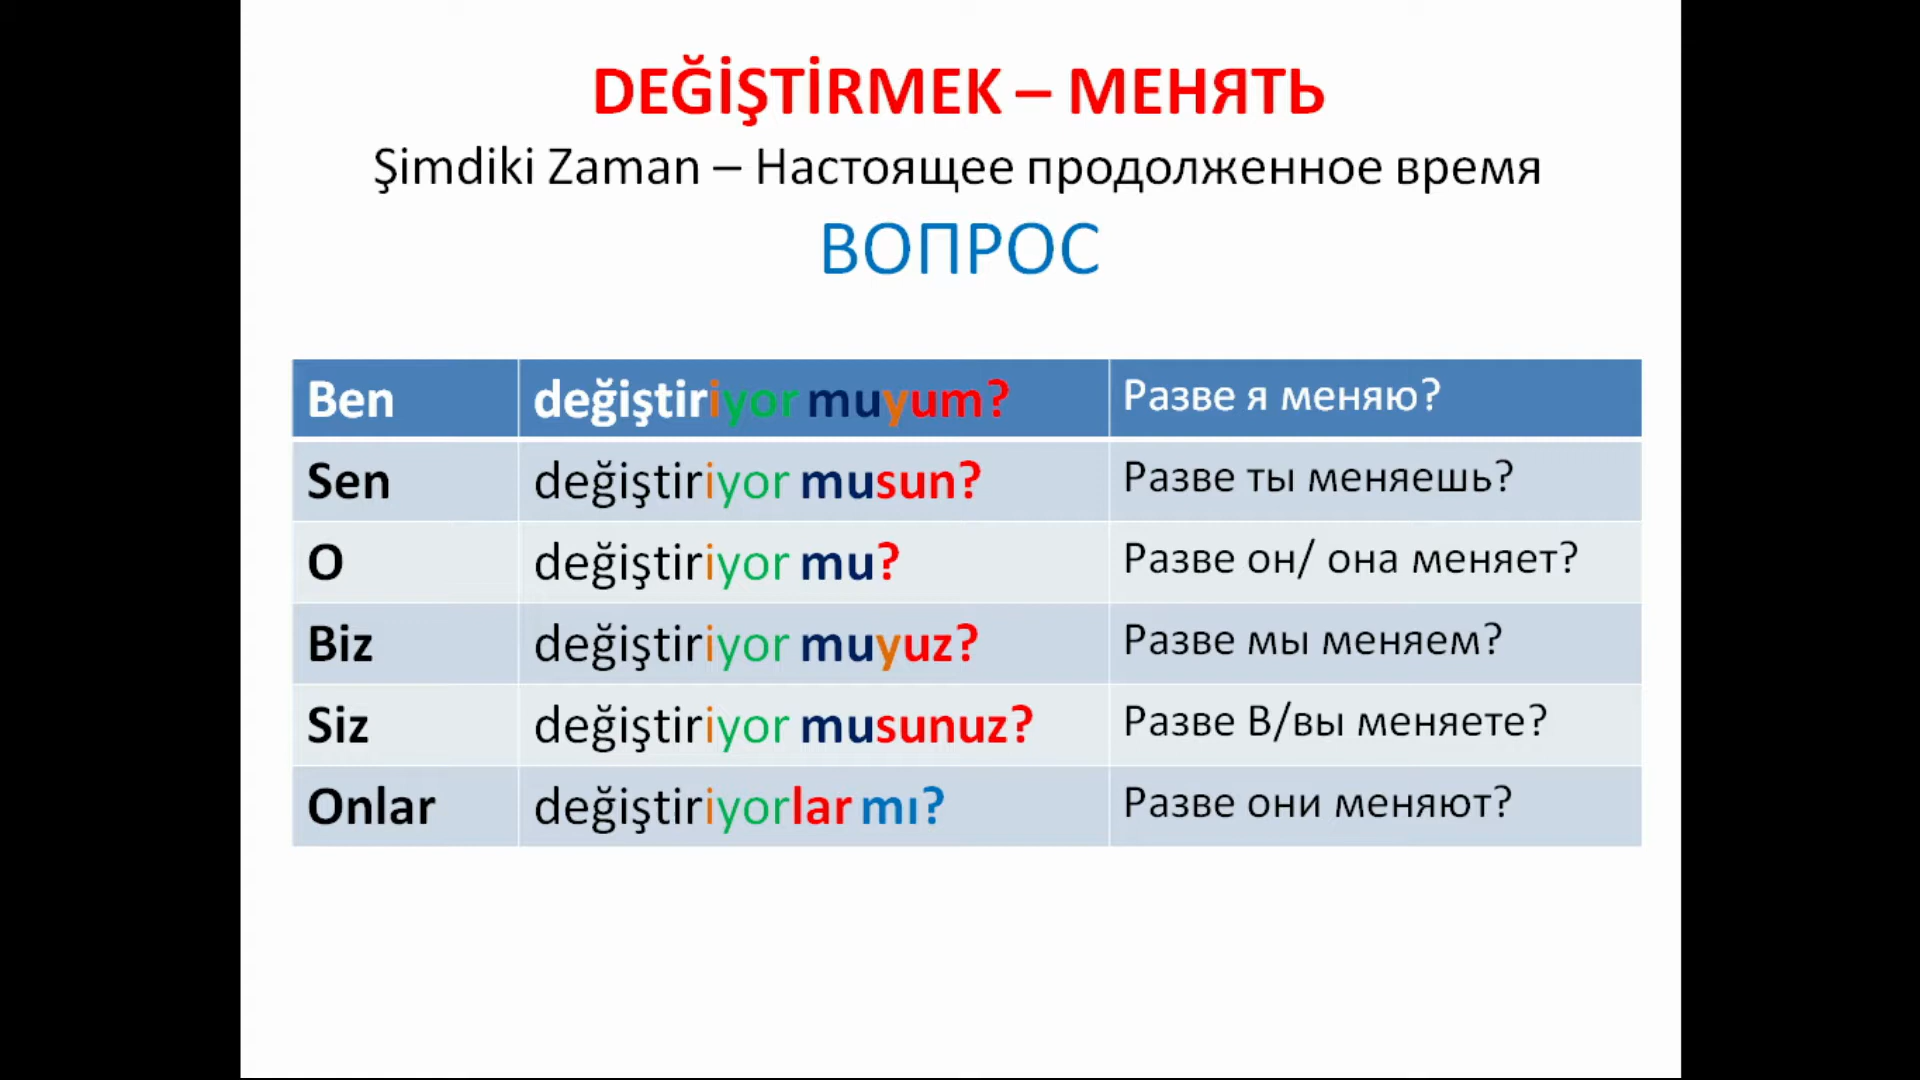 DEĞİŞTİRMEK – МЕНЯТЬ
Şimdiki Zaman – Настоящее продолженное время
ВОПРОС
Ben değiştiriyor muyum? Разве я меняю?
Sen değiştiriyor musun? Разве ты меняешь?
O değiştiriyor mu? Разве он/ она меняет?
Biz değiştiriyor muyuz? Разве мы меняем?
Siz değiştiriyor musunuz? Разве В/вы меняете?
Onlar değiştiriyorlar mı? Разве они меняют?